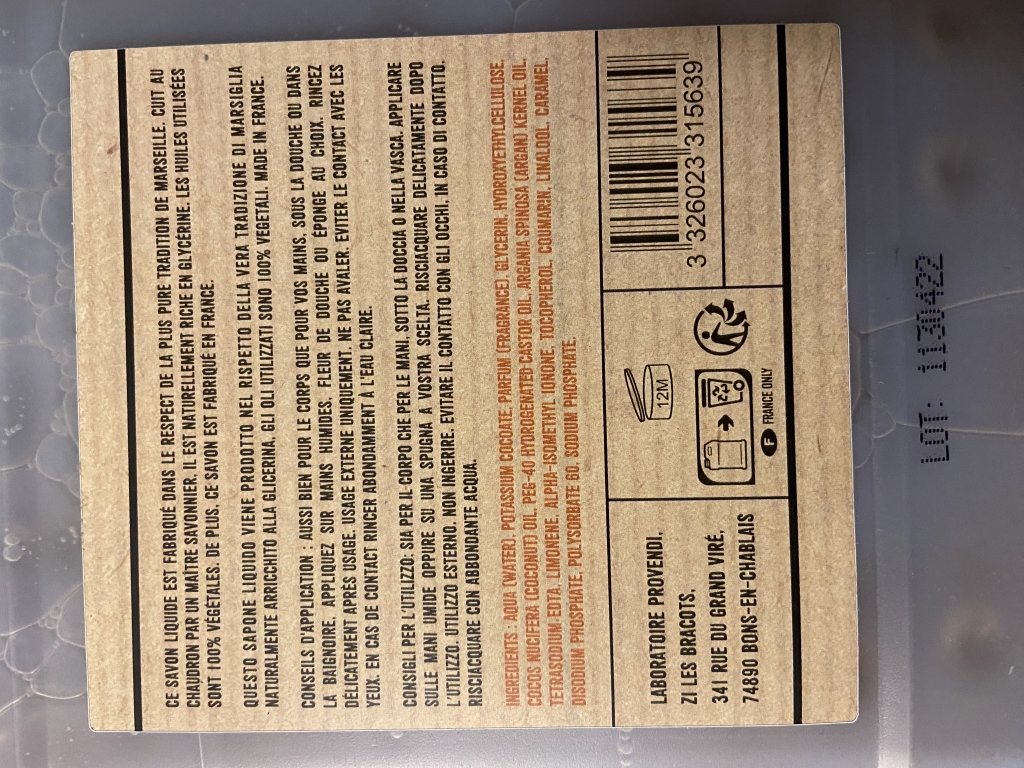 CE SAVON LIQUIDE EST FABRIQUÉ DANS LE RESPECT DE LA PLUS PURE TRADITION DE MARSEILLE. CUIT AU
CHAUDRON PAR UN MAÎTRE SAVONNIER, IL EST NATURELLEMENT RICHE EN GLYCÉRINE. LES HUILES UTILISÉES
SONT 100% VÉGÉTALES. DE PLUS, CE SAVON EST FABRIQUÉ EN FRANCE.
QUESTO SAPONE LIQUIDO VIENE PRODOTTO NEL RISPETTO DELLA VERA TRADIZIONE DI MARSIGLIA
NATURALMENTE ARRICCHITO ALLA GLICERINA. GLI OLI UTILIZZATI SONO 100% VEGETALI. MADE IN FRANCE.
CONSEILS D'APPLICATION : AUSSI BIEN POUR LE CORPS QUE POUR VOS MAINS, SOUS LA DOUCHE OU DANS
LA BAIGNOIRE. APPLIQUEZ SUR MAINS HUMIDES, FLEUR DE DOUCHE OU ÉPONGE AU CHOIX. RINCEZ
DÉLICATEMENT APRÈS USAGE. USAGE EXTERNE UNIQUEMENT. NE PAS AVALER. EVITER LE CONTACT AVEC LES
YEUX. EN CAS DE CONTACT RINCER ABONDAMMENT À L'EAU CLAIRE.
CONSIGLI PER L'UTILIZZO: SIA PER IL CORPO CHE PER LE MANI. SOTTO LA DOCCIA O NELLA VASCA. APPLICARE
SULLE MANI UMIDE OPPURE SU UNA SPUGNA A VOSTRA SCELTA. RISCIACQUARE DELICATAMENTE DOPO
L'UTILIZZO. UTILIZZO ESTERNO. NON INGERIRE. EVITARE IL CONTATTO CON GLI OCCHI. IN CASO DI CONTATTO,
RISCIACQUARE CON ABBONDANTE ACQUA.
INGREDIENTS : AQUA (WATER), POTASSIUM COCOATE, PARFUM (FRAGRANCE), GLYCERIN, HYDROXYETHYLCELLULOSE,
COCOS NUCIFERA (COCONUT) OIL, PEG-40 HYDROGENATED CASTOR OIL, ARGANIA SPINOSA (ARGAN) KERNEL OIL,
TETRASODIUM EDTA, LIMONENE, ALPHA-ISOMETHYL IONONE, TOCOPHEROL, COUMARIN, LINALOOL, CARAMEL,
DISODIUM PHOSPHATE, POLYSORBATE 60, SODIUM PHOSPHATE.
LABORATOIRE PROVENDI,
ZI LES BRACOTS,
341 RUE DU GRAND VIRÉ,
74890 BONS-EN-CHABLAIS
12M
F FRANCE ONLY
3 326023 315639
LOT: 1130422